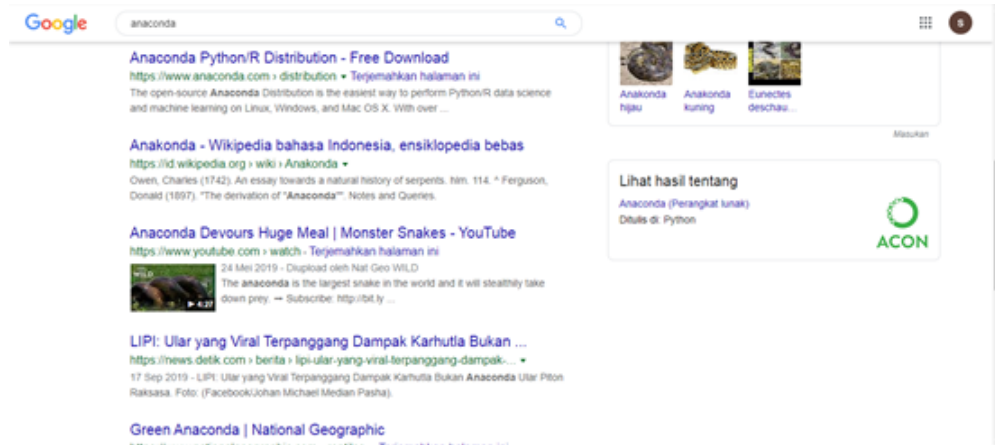 Google
anaconda
S
Anaconda Python/R Distribution - Free Download
https://www.anaconda.com › distribution ▾ Terjemahkan halaman ini
The open-source Anaconda Distribution is the easiest way to perform Python/R data science
and machine learning on Linux, Windows, and Mac OS X. With over ...
Anakonda - Wikipedia bahasa Indonesia, ensiklopedia bebas
https://id.wikipedia.org › wiki › Anakonda ▾
Owen, Charles (1742). An essay towards a natural history of serpents. hlm. 114. ^ Ferguson,
Donald (1897). "The derivation of "Anaconda"". Notes and Queries.
Anaconda Devours Huge Meal | Monster Snakes - YouTube
https://www.youtube.com › watch - Terjemahkan halaman ini
WILD
4:27
24 Mei 2019 - Diupload oleh Nat Geo WILD
The anaconda is the largest snake in the world and it will stealthily take
down prey. → Subscribe: http://bit.ly ...
LIPI: Ular yang Viral Terpanggang Dampak Karhutla Bukan ...
https://news.detik.com › berita › lipi-ular-yang-viral-terpanggang-dampak-... ▾
17 Sep 2019 - LIPI: Ular yang Viral Terpanggang Dampak Karhutla Bukan Anaconda Ular Piton
Raksasa. Foto: (Facebook/Johan Michael Median Pasha).
Green Anaconda | National Geographic
Anakonda
hijau
Anakonda
kuning
Eunectes
deschau...
Masukan
Lihat hasil tentang
Anaconda (Perangkat lunak)
Ditulis di: Python
ACON